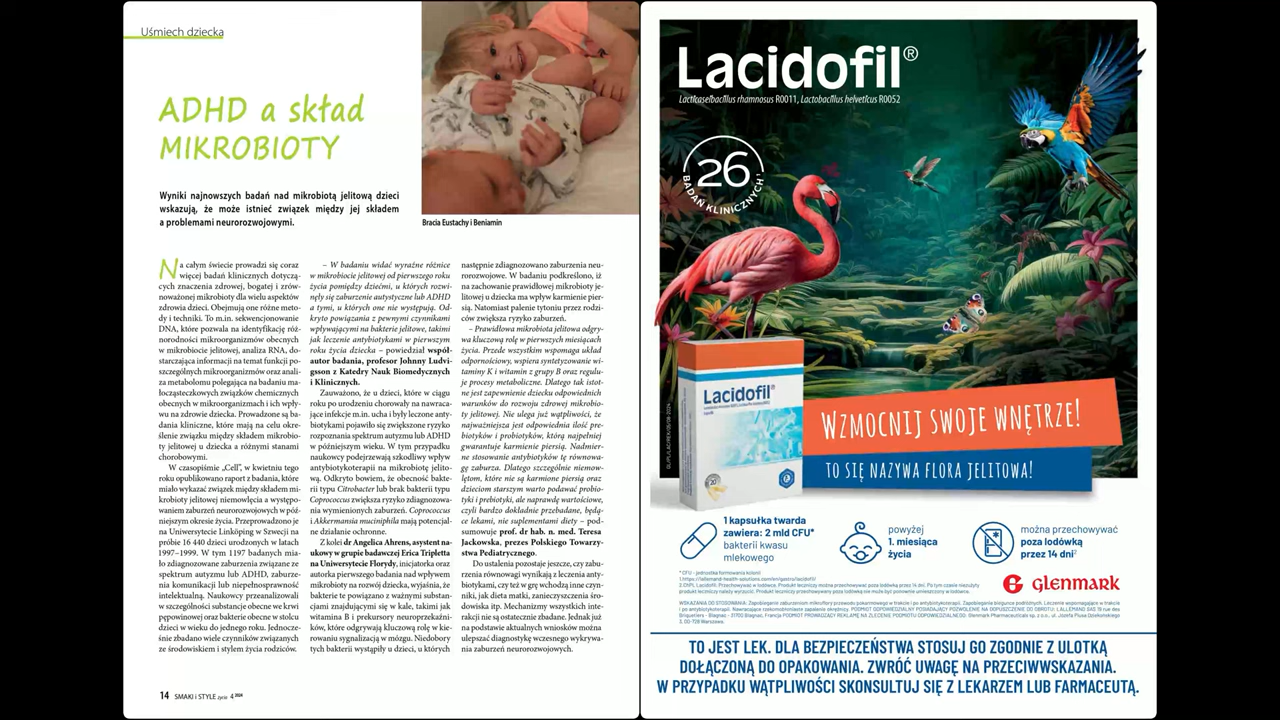 Uśmiech dziecka
ADHD a skład
MIKROBIOTY
Wyniki najnowszych badań nad mikrobiotą jelitową dzieci
wskazują, że może istnieć związek między jej składem
a problemami neurorozwojowymi.
Bracia Eustachy i Beniamin
Na całym świecie prowadzi się coraz
więcej badań klinicznych dotyczą-
cych znaczenia zdrowej, bogatej i zrów-
noważonej mikrobioty dla wielu aspektów
zdrowia dzieci. Obejmują one różne meto-
dy i techniki. To m.in. sekwencjonowanie
DNA, które pozwala na identyfikację róż-
norodności mikroorganizmów obecnych
w mikrobiocie jelitowej, analiza RNA, do-
starczająca informacji na temat funkcji po-
szczególnych mikroorganizmów oraz anali-
za metabolomu polegająca na badaniu ma-
łocząsteczkowych związków chemicznych
obecnych w mikroorganizmach i ich wpły-
wu na zdrowie dziecka. Prowadzone są ba-
dania kliniczne, które mają na celu okre-
ślenie związku między składem mikrobio-
ty jelitowej u dziecka a różnymi stanami
chorobowymi.
W czasopiśmie „Cell”, w kwietniu tego
roku opublikowano raport z badania, które
miało wykazać związek między składem mi-
krobioty jelitowej niemowlęcia a występo-
waniem zaburzeń neurorozwojowych w póź-
niejszym okresie życia. Przeprowadzono je
na Uniwersytecie Linköping w Szwecji na
próbie 16 440 dzieci urodzonych w latach
1997–1999. W tym 1197 badanych mia-
ło zdiagnozowane zaburzenia związane ze
spektrum autyzmu lub ADHD, zaburze-
nia komunikacji lub niepełnosprawność
intelektualną. Naukowcy przeanalizowali
w szczególności substancje obecne we krwi
pępowinowej oraz bakterie obecne w stolcu
dzieci w wieku do jednego roku. Jednocze-
śnie zbadano wiele czynników związanych
ze środowiskiem i stylem życia rodziców.
– W badaniu widać wyraźne różnice
w mikrobiocie jelitowej od pierwszego roku
życia pomiędzy dziećmi, u których rozwi-
nęły się zaburzenie autystyczne lub ADHD
a tymi, u których one nie występują. Od-
kryto powiązania z pewnymi czynnikami
wpływającymi na bakterie jelitowe, takimi
jak leczenie antybiotykami w pierwszym
roku życia dziecka – powiedział współ-
autor badania, profesor Johnny Ludvi-
gsson z Katedry Nauk Biomedycznych
i Klinicznych.
Zauważono, że u dzieci, które w ciągu
roku po urodzeniu chorowały na nawraca-
jące infekcje m.in. ucha i były leczone anty-
biotykami pojawiło się zwiększone ryzyko
rozpoznania spektrum autyzmu lub ADHD
w późniejszym wieku. W tym przypadku
naukowcy podejrzewają szkodliwy wpływ
antybiotykoterapii na mikrobiotę jelito-
wą. Odkryto bowiem, że obecność bakte-
rii typu Citrobacter lub brak bakterii typu
Coprococcus zwiększa ryzyko zdiagnozowa-
nia wymienionych zaburzeń. Coprococcus
i Akkermansia muciniphila mają potencjal-
ne działanie ochronne.
Z kolei dr Angelica Ahrens, asystent na-
ukowy w grupie badawczej Erica Tripletta
na Uniwersytecie Florydy, inicjatorka oraz
autorka pierwszego badania nad wpływem
mikrobioty na rozwój dziecka, wyjaśnia, że
bakterie te powiązano z ważnymi substan-
cjami znajdującymi się w kale, takimi jak
witamina B i prekursory neuroprzekaźni-
ków, które odgrywają kluczową rolę w kie-
rowaniu sygnalizacją w mózgu. Niedobory
tych bakterii wystąpiły u dzieci, u których
następnie zdiagnozowano zaburzenia neu-
rorozwojowe. W badaniu podkreślono, iż
na zachowanie prawidłowej mikrobioty je-
litowej u dziecka ma wpływ karmienie pier-
sią. Natomiast palenie tytoniu przez rodzi-
ców zwiększa ryzyko zaburzeń.
– Prawidłowa mikrobiota jelitowa odgry-
wa kluczową rolę w pierwszych miesiącach
życia. Przede wszystkim wspomaga układ
odpornościowy, wspiera syntetyzowanie wi-
taminy K i witamin z grupy B oraz regulu-
je procesy metaboliczne. Dlatego tak istot-
ne jest zapewnienie dziecku odpowiednich
warunków do rozwoju zdrowej mikrobio-
ty jelitowej. Nie ulega już wątpliwości, że
najważniejsza jest odpowiednia ilość pre-
biotyków i probiotyków, którą najpełniej
gwarantuje karmienie piersią. Nadmier-
ne stosowanie antybiotyków tę równowa-
gę zaburza. Dlatego szczególnie niemow-
lętom, które nie są karmione piersią oraz
dzieciom starszym warto podawać probio-
tyki i prebiotyki, ale naprawdę wartościowe,
czyli bardzo dokładnie przebadane, będą-
ce lekami, nie suplementami diety – pod-
sumowuje prof. dr hab. n. med. Teresa
Jackowska, prezes Polskiego Towarzy-
stwa Pediatrycznego.
Do ustalenia pozostaje jeszcze, czy zabu-
rzenia równowagi wynikają z leczenia anty-
biotykami, czy też w grę wchodzą inne czyn-
niki, jak dieta matki, zanieczyszczenia śro-
dowiska itp. Mechanizmy wszystkich inte-
rakcji nie są ostatecznie zbadane. Jednak już
na podstawie aktualnych wniosków można
ulepszać diagnostykę wczesnego wykrywa-
nia zaburzeń neurorozwojowych.
14 SMAKI i STYLE życia 4 2024
Lacidofil®
Lacticaseibacillus rhamnosus R0011, Lactobacillus helveticus R0052
26
BADAŃ KLINICZNYCH¹
Lacidofil®
WZMOCNIJ SWOJE WNĘTRZE!
TO SIĘ NAZYWA FLORA JELITOWA!
1 kapsułka twarda
zawiera: 2 mld CFU*
bakterii kwasu
mlekowego
powyżej
1. miesiąca
życia
można przechowywać
poza lodówką
przez 14 dni²
* CFU - jednostka formowania kolonii
glenmark
TO JEST LEK. DLA BEZPIECZEŃSTWA STOSUJ GO ZGODNIE Z ULOTKĄ
DOŁĄCZONĄ DO OPAKOWANIA. ZWRÓĆ UWAGĘ NA PRZECIWWSKAZANIA.
W PRZYPADKU WĄTPLIWOŚCI SKONSULTUJ SIĘ Z LEKARZEM LUB FARMACEUTĄ.